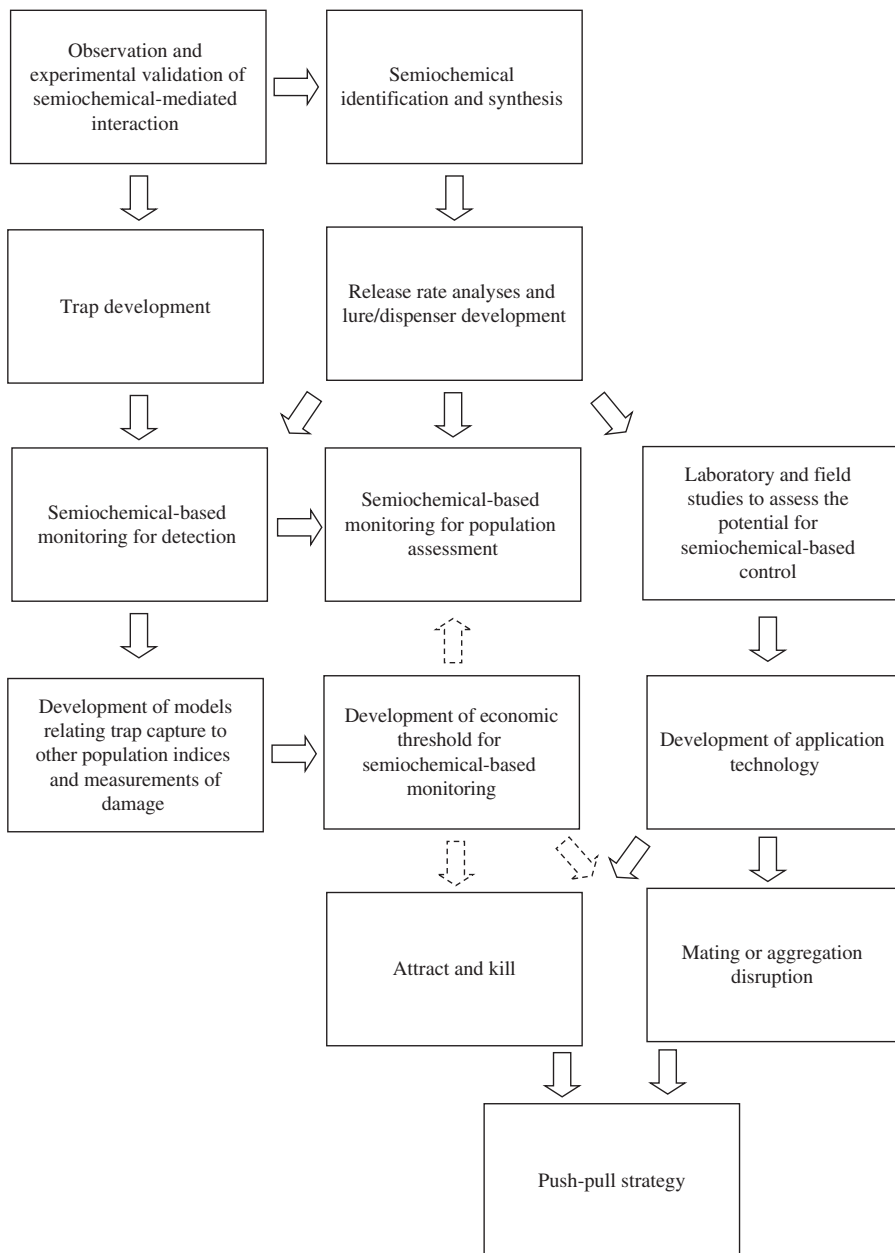 Observation and
experimental validation of
semiochemical-mediated
interaction
Semiochemical
identification and synthesis
Trap development
Release rate analyses and
lure/dispenser development
Semiochemical-based
monitoring for detection
Semiochemical-based
monitoring for population
assessment
Laboratory and field
studies to assess the
potential for
semiochemical-based
control
Development of models
relating trap capture to
other population indices
and measurements of
damage
Development of economic
threshold for
semiochemical-based
monitoring
Development of application
technology
Attract and kill
Mating or aggregation
disruption
Push-pull strategy